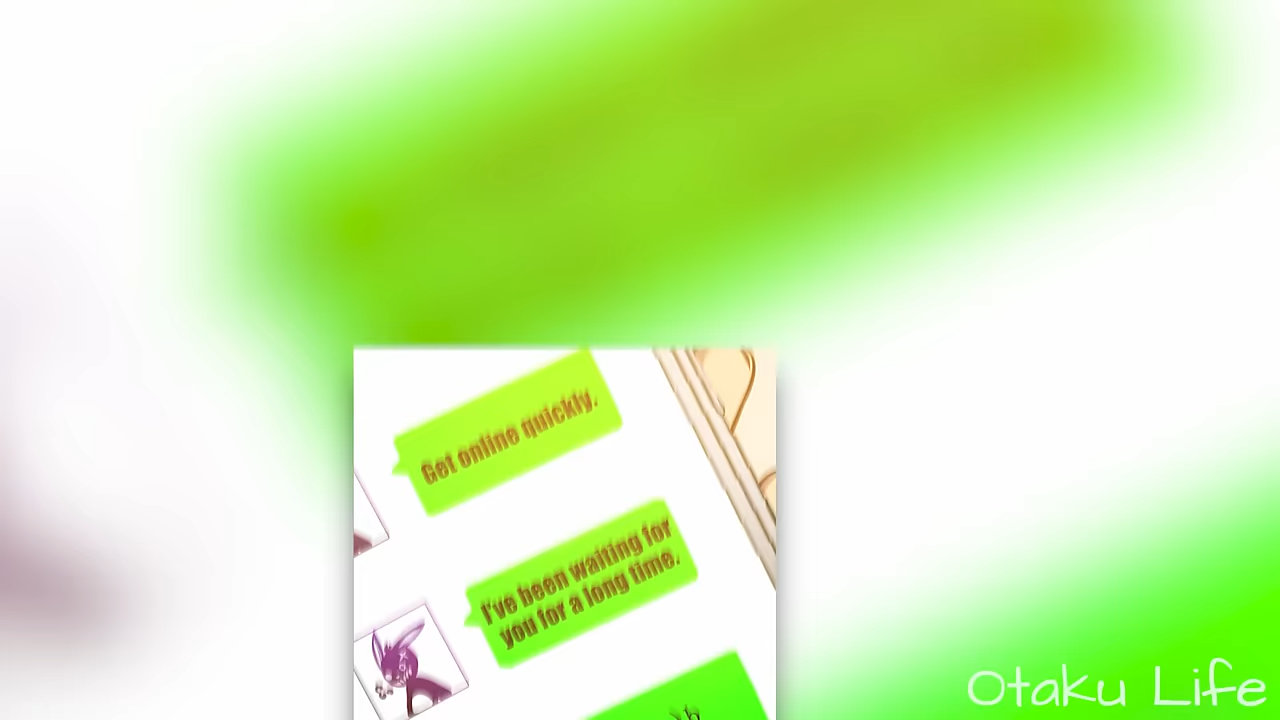 Get online quickly.
I've been waiting for
you for a long time.
Otaku Life